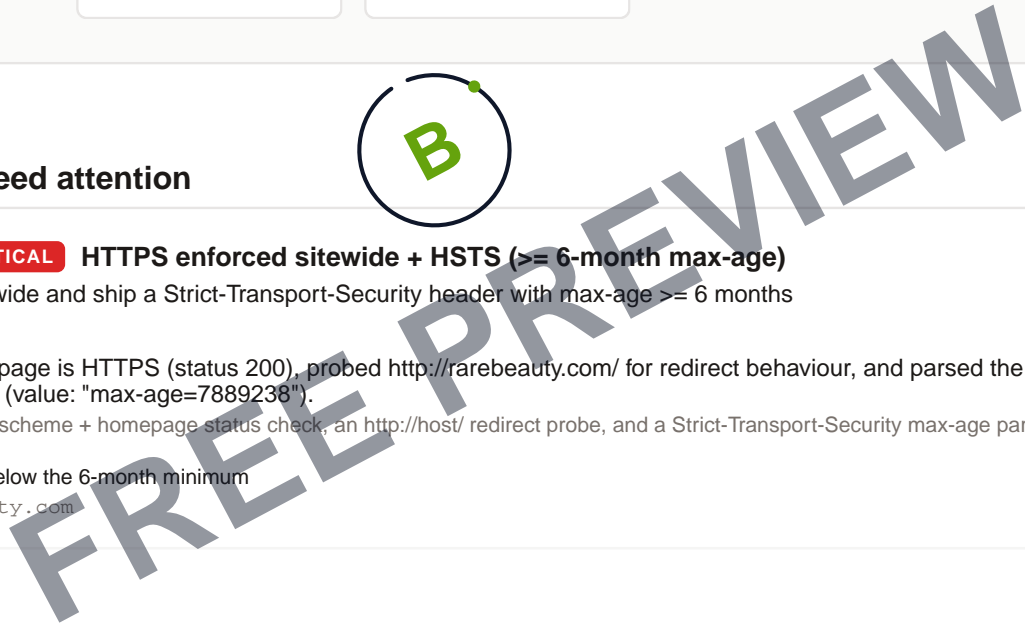 B
eed attention
TICAL HTTPS enforced sitewide + HSTS (>= 6-month max-age)
wide and ship a Strict-Transport-Security header with max-age >= 6 months
page is HTTPS (status 200), probed http://rarebeauty.com/ for redirect behaviour, and parsed the
(value: "max-age=7889238").
scheme + homepage status check, an http://host/ redirect probe, and a Strict-Transport-Security max-age par
elow the 6-month minimum
ty.com
FREE PREVIEW